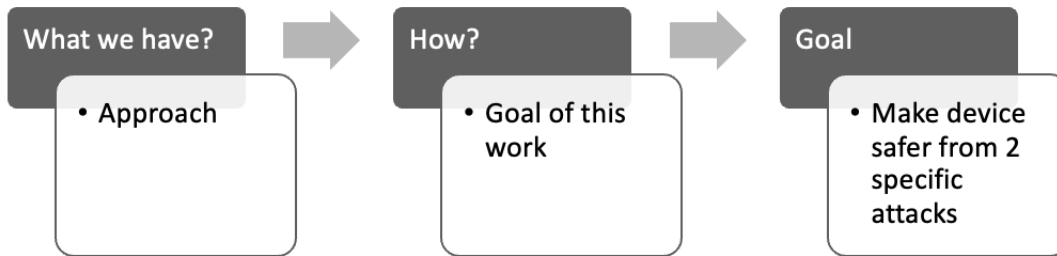 What we have?
• Approach
How?
• Goal of this
work
Goal
• Make device
safer from 2
specific
attacks